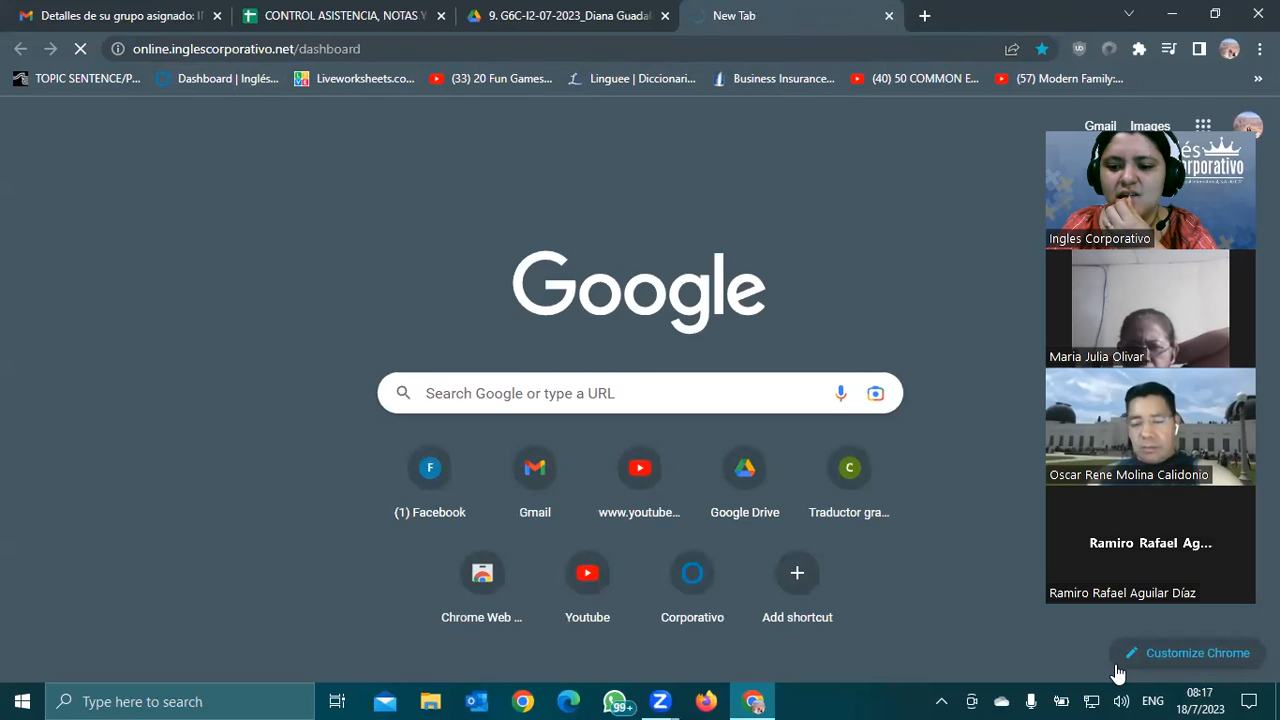 Detalles de su grupo asignado: I
CONTROL ASISTENCIA, NOTAS Y
9. G6C-I2-07-2023_Diana Guadal
New Tab
online.inglescorporativo.net/dashboard
TOPIC SENTENCE/P...
Dashboard | Inglés...
Liveworksheets.co...
(33) 20 Fun Games...
Linguee | Diccionari...
Business Insurance...
(40) 50 COMMON E...
(57) Modern Family:...
Gmail
Images
és
orporativo
Ingles Corporativo
Maria Julia Olivar
Oscar Rene Molina Calidonio
Ramiro Rafael Ag...
Ramiro Rafael Aguilar Díaz
Google
Search Google or type a URL
F
C
(1) Facebook
Gmail
www.youtube...
Google Drive
Traductor gra...
Chrome Web ...
Youtube
Corporativo
Add shortcut
Customize Chrome
Type here to search
99+
ENG
08:17
18/7/2023